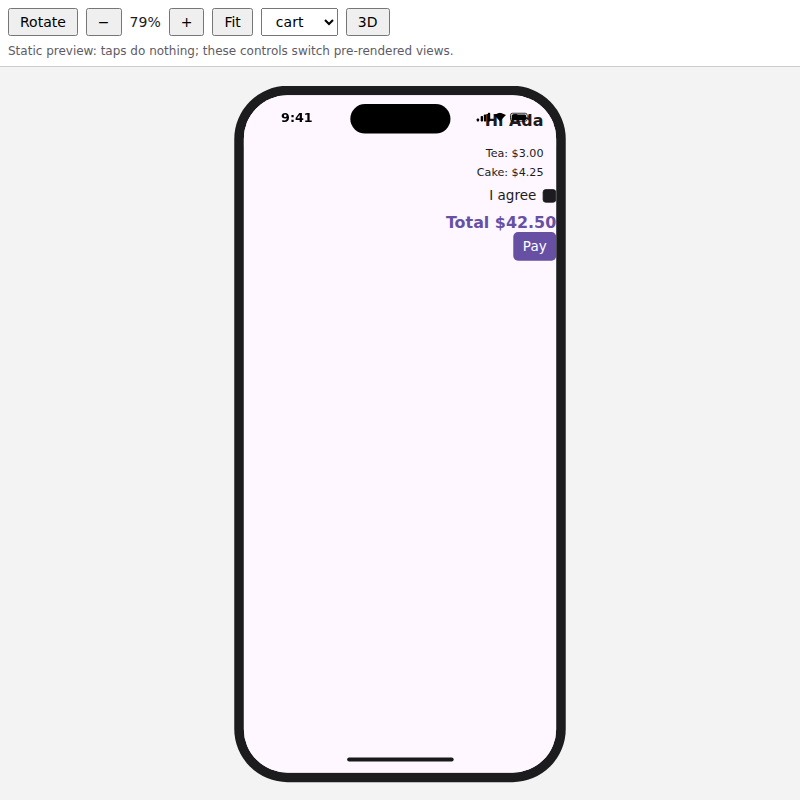 Rotate − 79% + Fit cart 3D
Static preview: taps do nothing; these controls switch pre-rendered views.
9:41
Hi Ada
Tea: $3.00
Cake: $4.25
I agree
Total $42.50
Pay